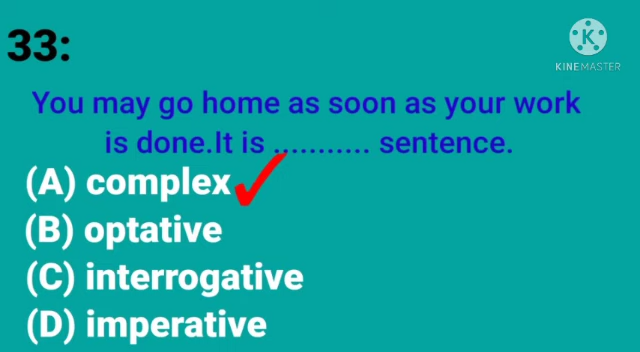 33:
K
KINEMASTER
You may go home as soon as your work
is done.It is ........... sentence.
(A) complex
(B) optative
(C) interrogative
(D) imperative